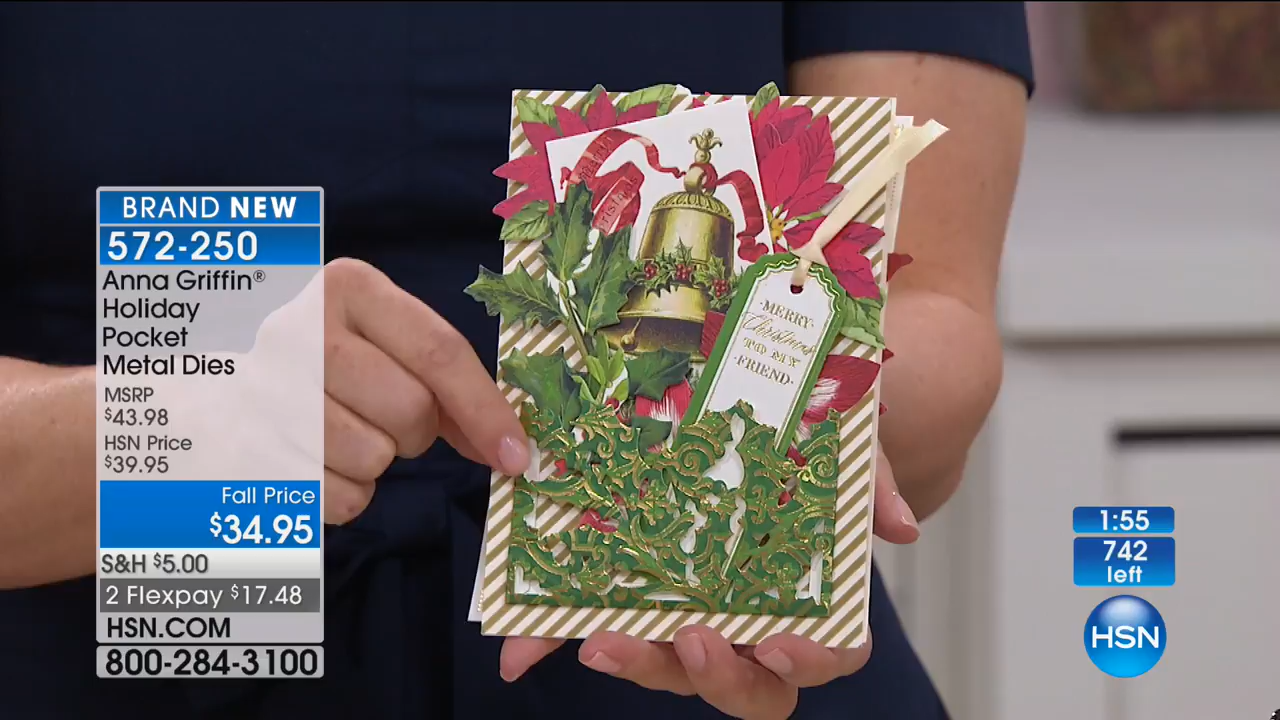 BRAND NEW
572-250
Anna Griffin®
Holiday
Pocket
Metal Dies
MSRP
$43.98
HSN Price
$39.95
Fall Price
$34.95
S&H $5.00
2 Flexpay $17.48
HSN.COM
800-284-3100
·MERRY·
Christmas
TO MY
·FRIEND·
1:55
742
left
HSN